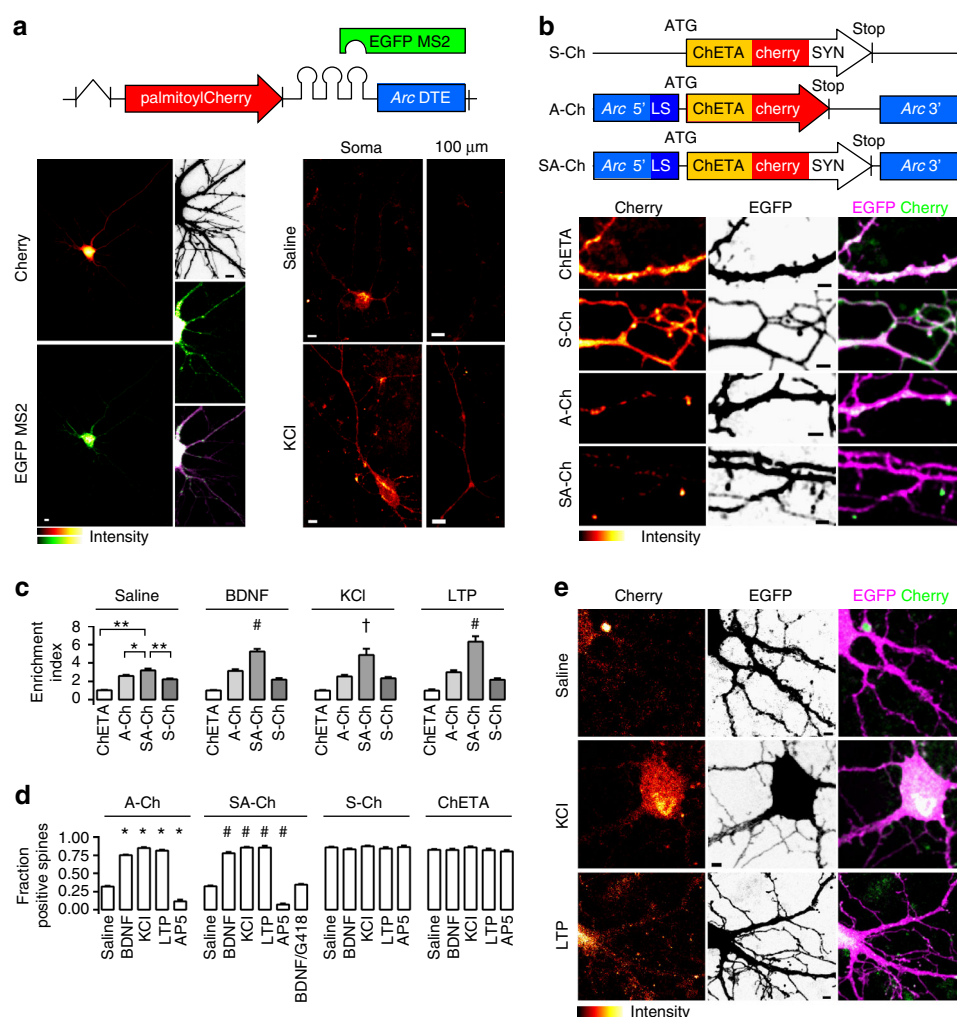 a
EGFP MS2
palmitoylCherry
Arc DTE
Soma
100 μm
Cherry
EGFP MS2
Saline
KCl
Intensity
b
ATG
Stop
S-Ch
ChETA cherry SYN
ATG
Stop
A-Ch
Arc 5' LS ChETA cherry Arc 3'
ATG
Stop
SA-Ch
Arc 5' LS ChETA cherry SYN Arc 3'
Cherry EGFP EGFP Cherry
ChETA
S-Ch
A-Ch
SA-Ch
Intensity
c
Saline BDNF KCl LTP
Enrichment index
8
6
4
2
0
** * ** # † #
ChETA A-Ch SA-Ch S-Ch ChETA A-Ch SA-Ch S-Ch ChETA A-Ch SA-Ch S-Ch ChETA A-Ch SA-Ch S-Ch
d
A-Ch SA-Ch S-Ch ChETA
Fraction positive spines
1.00
0.75
0.50
0.25
0.00
* * * * # # # #
Saline BDNF KCl LTP AP5 Saline BDNF KCl LTP AP5 BDNF/G418 Saline BDNF KCl LTP AP5 Saline BDNF KCl LTP AP5
e
Cherry EGFP EGFP Cherry
Saline
KCl
LTP
Intensity